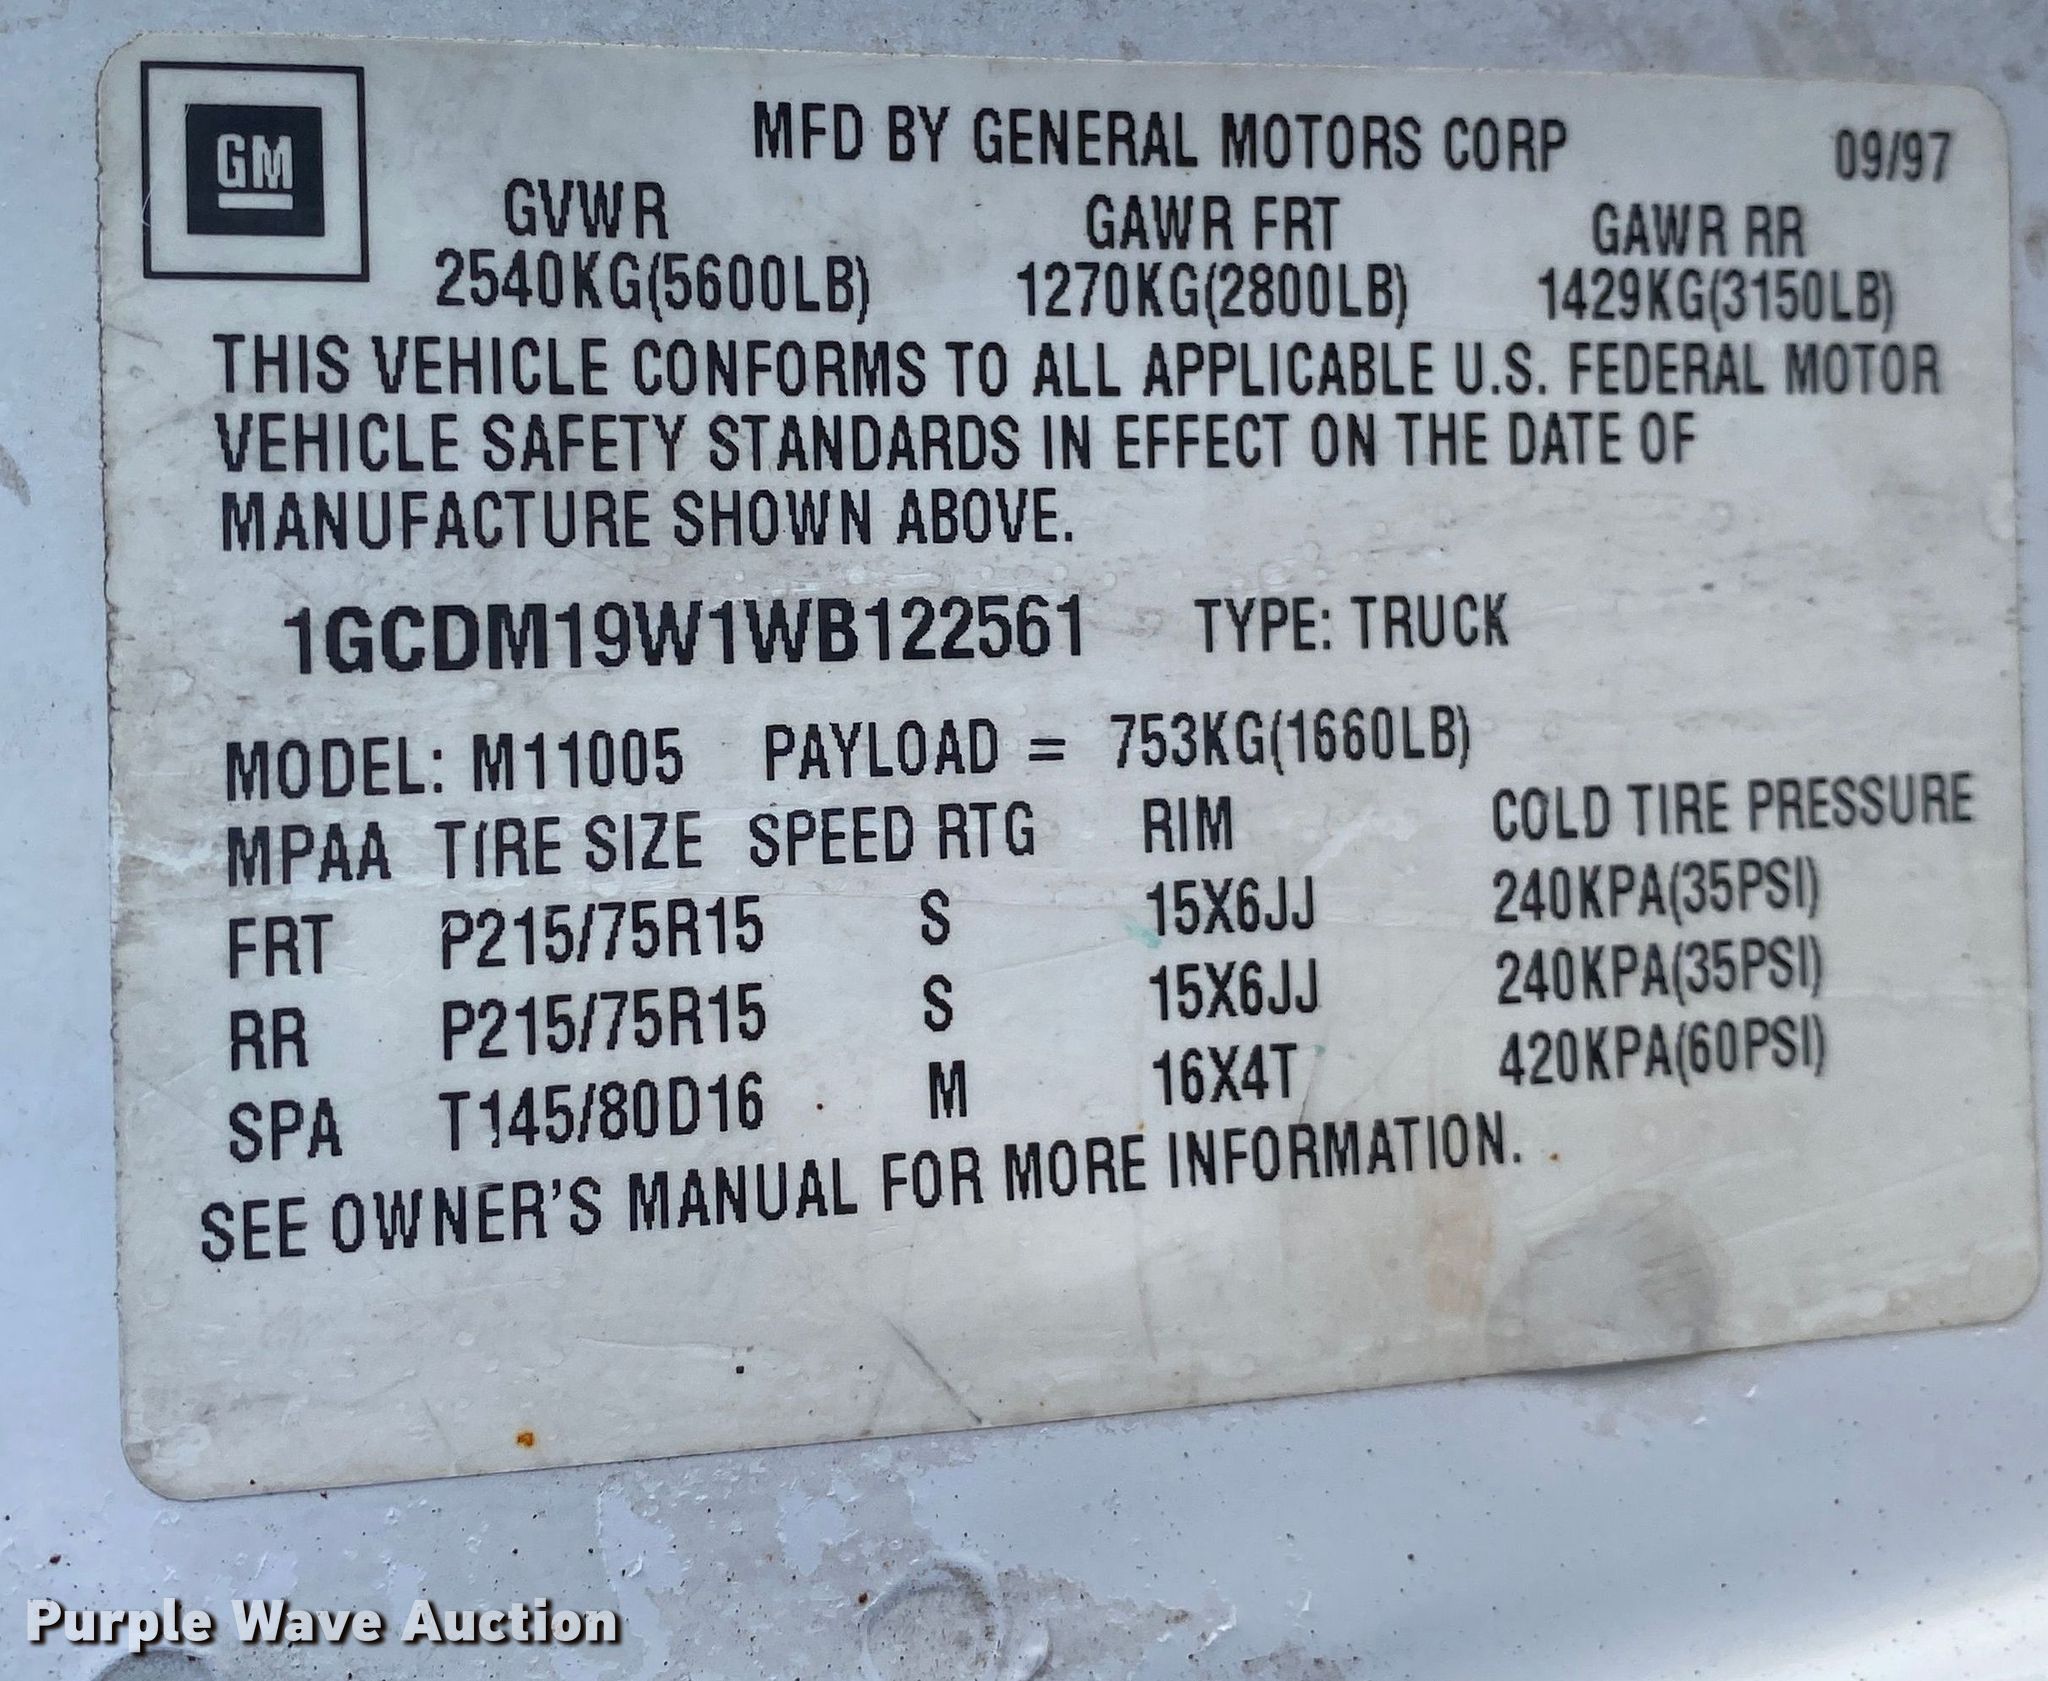 GM
MFD BY GENERAL MOTORS CORP 09/97
GVWR GAWR FRT GAWR RR
2540KG(5600LB) 1270KG(2800LB) 1429KG(3150LB)
THIS VEHICLE CONFORMS TO ALL APPLICABLE U.S. FEDERAL MOTOR
VEHICLE SAFETY STANDARDS IN EFFECT ON THE DATE OF
MANUFACTURE SHOWN ABOVE.
1GCDM19W1WB122561 TYPE: TRUCK
MODEL: M11005 PAYLOAD = 753KG(1660LB)
MPAA TIRE SIZE SPEED RTG RIM COLD TIRE PRESSURE
FRT P215/75R15 S 15X6JJ 240KPA(35PSI)
RR P215/75R15 S 15X6JJ 240KPA(35PSI)
SPA T145/80D16 M 16X4T 420KPA(60PSI)
SEE OWNER'S MANUAL FOR MORE INFORMATION.
Purple Wave Auction